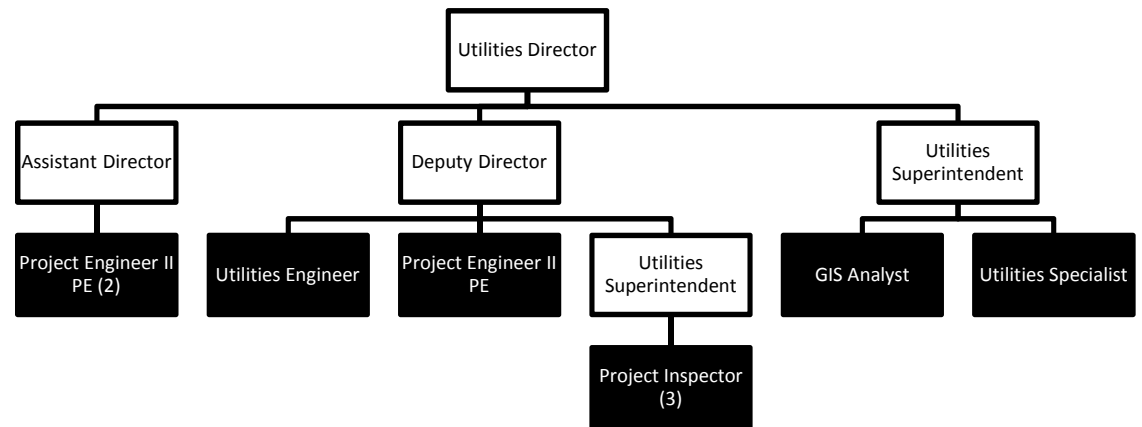 Utilities Director
Assistant Director
Deputy Director
Utilities
Superintendent
Project Engineer II
PE (2)
Utilities Engineer
Project Engineer II
PE
Utilities
Superintendent
GIS Analyst
Utilities Specialist
Project Inspector
(3)